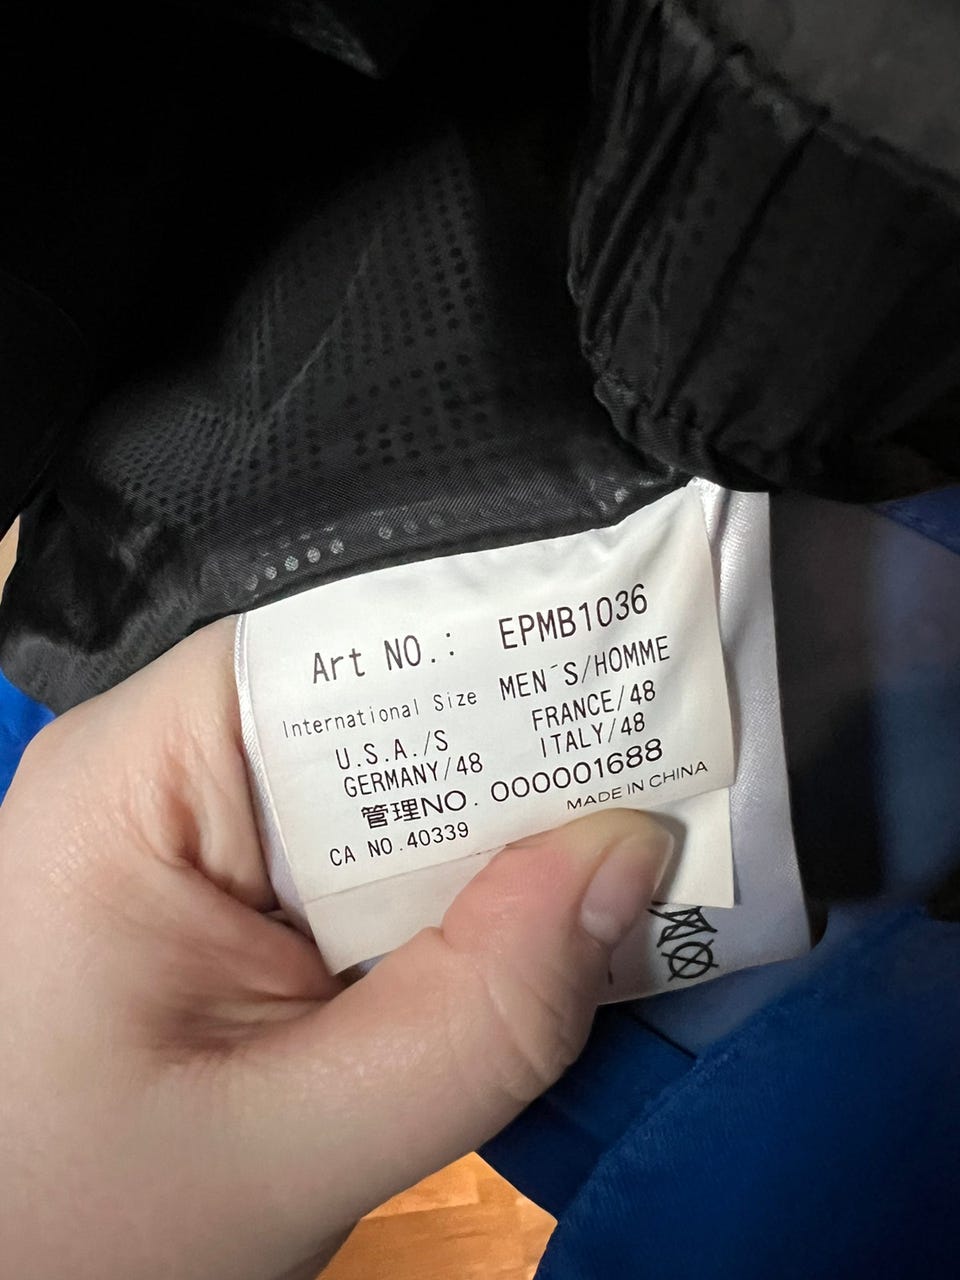 Art NO.: EPMB1036
International Size MEN´S/HOMME
U.S.A./S FRANCE/48
GERMANY/48 ITALY/48
管理NO. 000001688
MADE IN CHINA
CA NO.40339